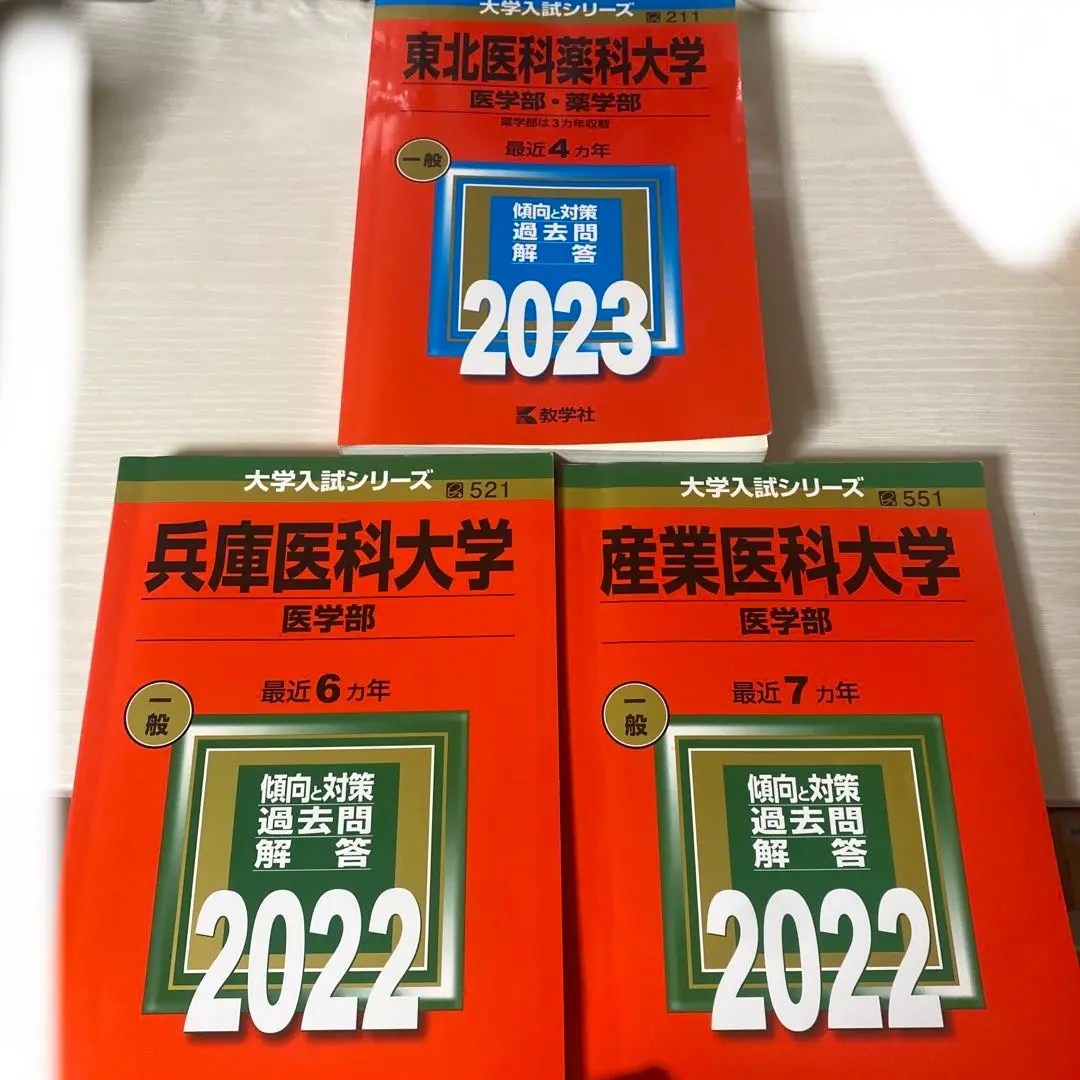 大学入試シリーズ
211
東北医科薬科大学
医学部・薬学部
薬学部は3カ年収載
最近4カ年
一般
傾向と対策
過去問
解答
2023
教学社
大学入試シリーズ
521
兵庫医科大学
医学部
最近6カ年
一般
傾向と対策
過去問
解答
2022
大学入試シリーズ
551
産業医科大学
医学部
最近7カ年
一般
傾向と対策
過去問
解答
2022